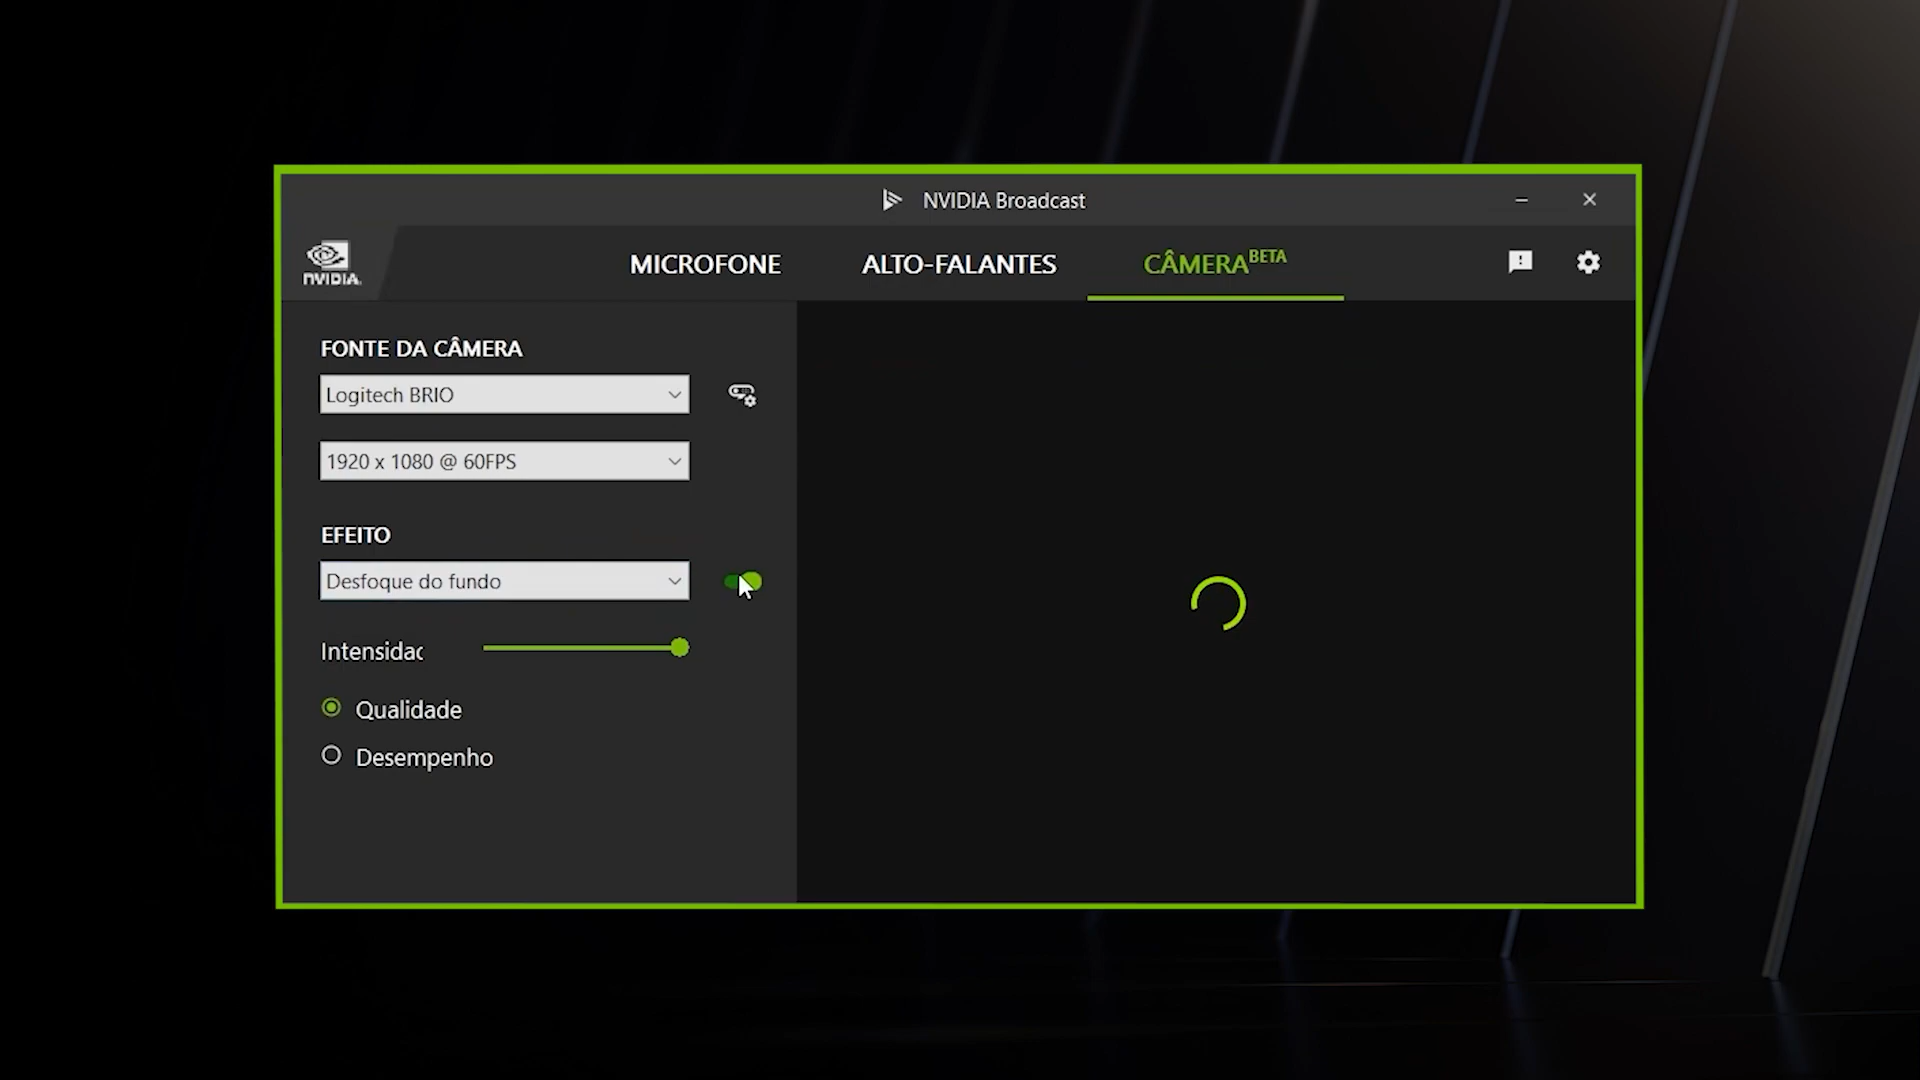 NVIDIA Broadcast
NVIDIA.
MICROFONE
ALTO-FALANTES
CÂMERA BETA
FONTE DA CÂMERA
Logitech BRIO
1920 x 1080 @ 60FPS
EFEITO
Desfoque do fundo
Intensidac
Qualidade
Desempenho